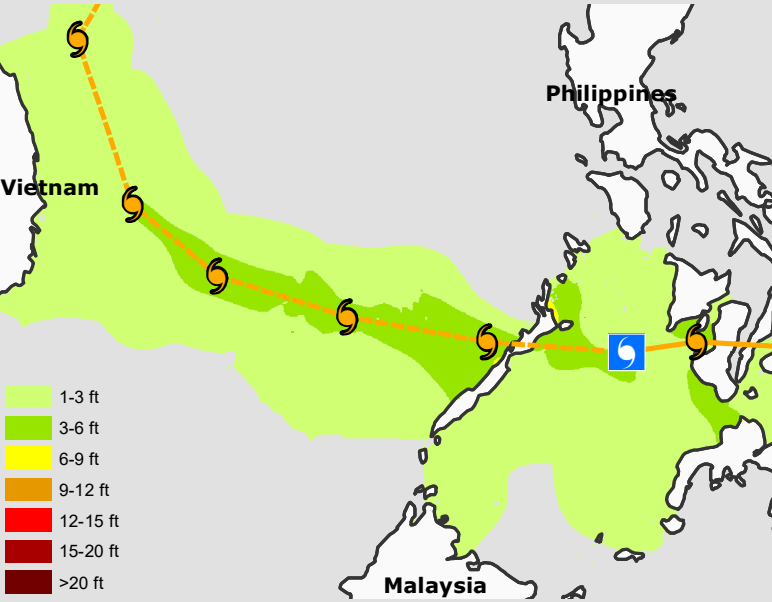 Philippines
Vietnam
1-3 ft
3-6 ft
6-9 ft
9-12 ft
12-15 ft
15-20 ft
>20 ft
Malaysia